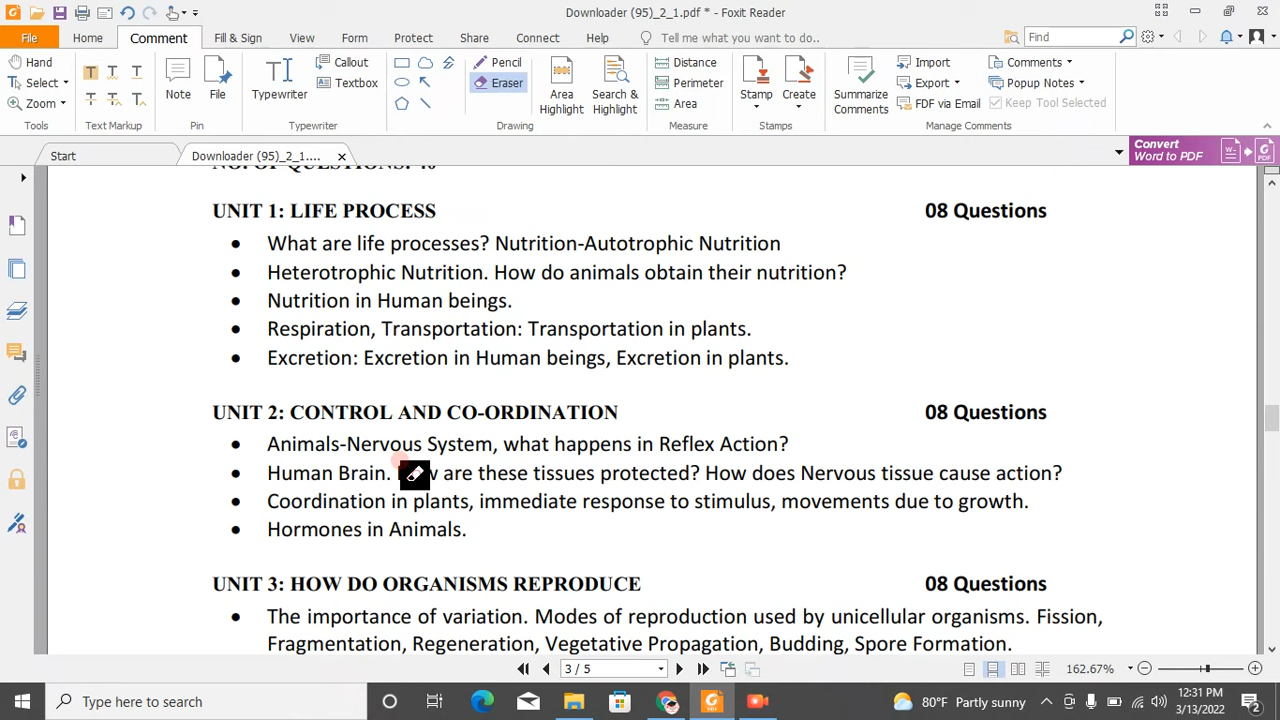 Downloader (95)_2_1.pdf * - Foxit Reader
File Home Comment Fill & Sign View Form Protect Share Connect Help Tell me what you want to do.. Find
Hand
Select
Zoom
Tools
Text Markup
Note
File
Pin
Typewriter
Callout
Textbox
Typewriter
Pencil
Eraser
Area Highlight
Search & Highlight
Drawing
Distance
Perimeter
Area
Measure
Stamp
Create
Stamps
Summarize Comments
Import
Export
FDF via Email
Comments
Popup Notes
Keep Tool Selected
Manage Comments
Start
Downloader (95)_2_1....
Convert
Word to PDF
NO. OF QUESTIONS: 40
UNIT 1: LIFE PROCESS 08 Questions
• What are life processes? Nutrition-Autotrophic Nutrition
• Heterotrophic Nutrition. How do animals obtain their nutrition?
• Nutrition in Human beings.
• Respiration, Transportation: Transportation in plants.
• Excretion: Excretion in Human beings, Excretion in plants.
UNIT 2: CONTROL AND CO-ORDINATION 08 Questions
• Animals-Nervous System, what happens in Reflex Action?
• Human Brain. How are these tissues protected? How does Nervous tissue cause action?
• Coordination in plants, immediate response to stimulus, movements due to growth.
• Hormones in Animals.
UNIT 3: HOW DO ORGANISMS REPRODUCE 08 Questions
• The importance of variation. Modes of reproduction used by unicellular organisms. Fission,
Fragmentation, Regeneration, Vegetative Propagation, Budding, Spore Formation.
3 / 5
162.67%
Type here to search
80°F Partly sunny
12:31 PM
3/13/2022
2